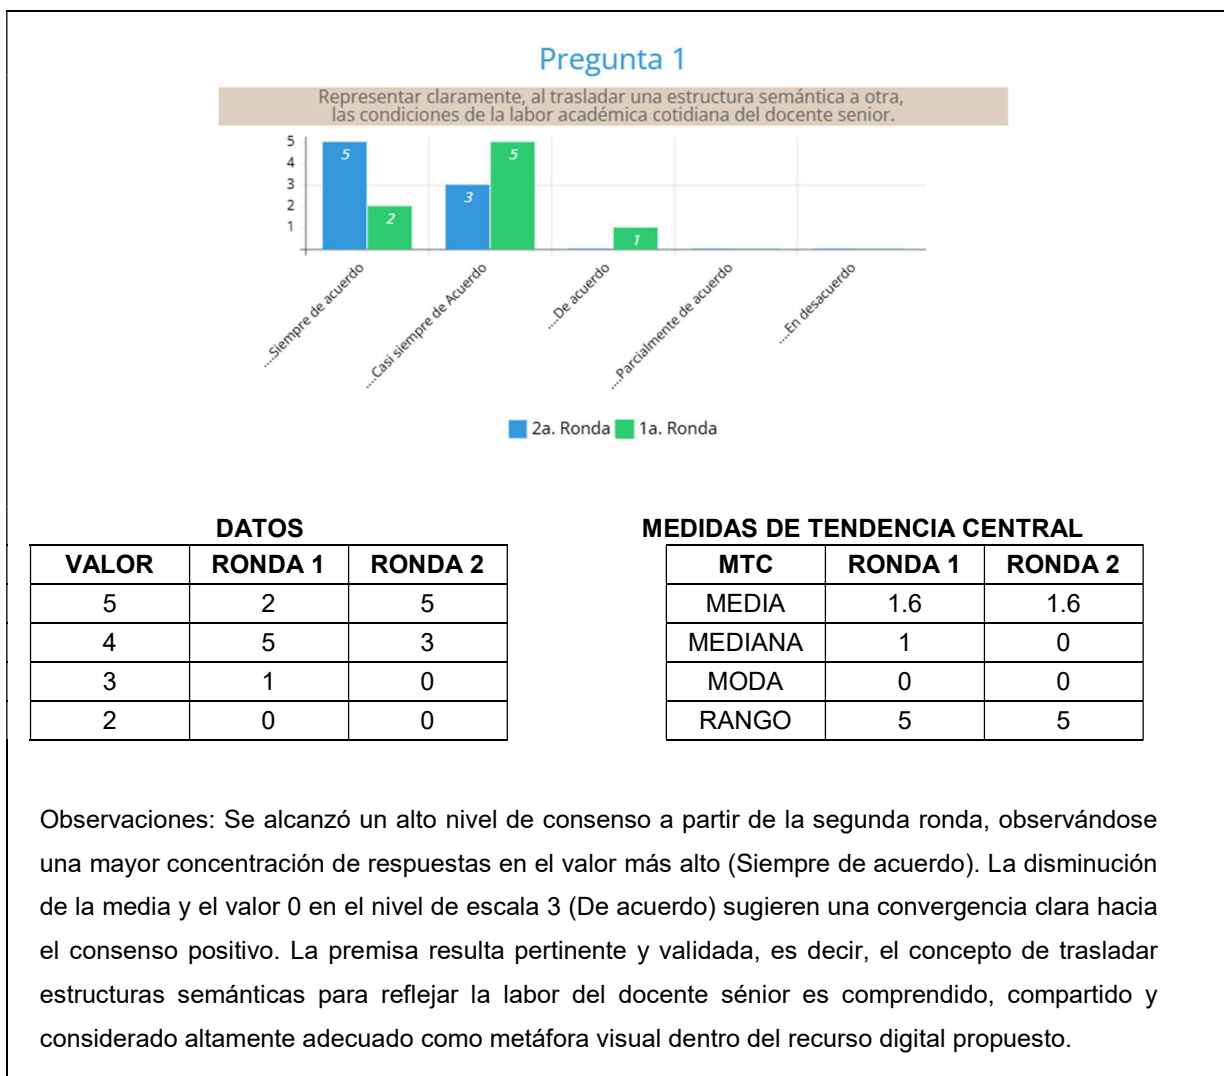 Pregunta 1
Representar claramente, al trasladar una estructura semántica a otra,
las condiciones de la labor académica cotidiana del docente senior.
5
4
3
2
1
5
2
3
5
1
....Siempre de acuerdo
....Casi siempre de Acuerdo
....De acuerdo
....Parcialmente de acuerdo
....En desacuerdo
2a. Ronda 1a. Ronda
DATOS
VALOR RONDA 1 RONDA 2
5 2 5
4 5 3
3 1 0
2 0 0
MEDIDAS DE TENDENCIA CENTRAL
MTC RONDA 1 RONDA 2
MEDIA 1.6 1.6
MEDIANA 1 0
MODA 0 0
RANGO 5 5
Observaciones: Se alcanzó un alto nivel de consenso a partir de la segunda ronda, observándose
una mayor concentración de respuestas en el valor más alto (Siempre de acuerdo). La disminución
de la media y el valor 0 en el nivel de escala 3 (De acuerdo) sugieren una convergencia clara hacia
el consenso positivo. La premisa resulta pertinente y validada, es decir, el concepto de trasladar
estructuras semánticas para reflejar la labor del docente sénior es comprendido, compartido y
considerado altamente adecuado como metáfora visual dentro del recurso digital propuesto.